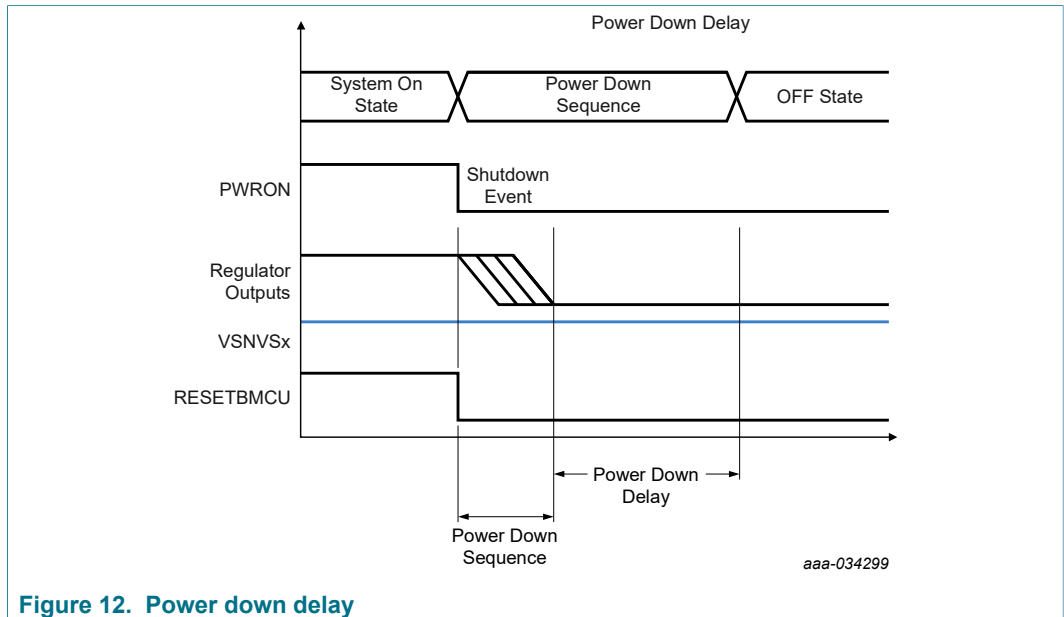 Power Down Delay
System On
State
Power Down
Sequence
OFF State
PWRON
Shutdown
Event
Regulator
Outputs
VSNVSx
RESETBMCU
Power Down
Delay
Power Down
Sequence
aaa-034299
Figure 12. Power down delay